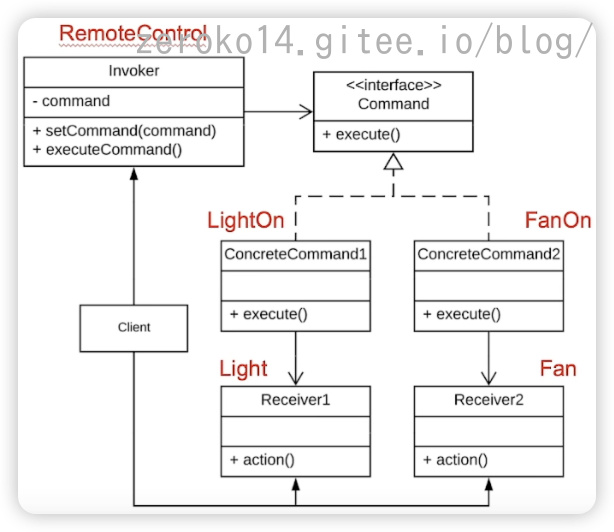 RemoteControl
zeroko14.gitee.io/blog/
Invoker
- command
+ setCommand(command)
+ executeCommand()
<<interface>>
Command
+ execute()
LightOn
FanOn
ConcreteCommand1
+ execute()
ConcreteCommand2
+ execute()
Client
Light
Fan
Receiver1
+ action()
Receiver2
+ action()